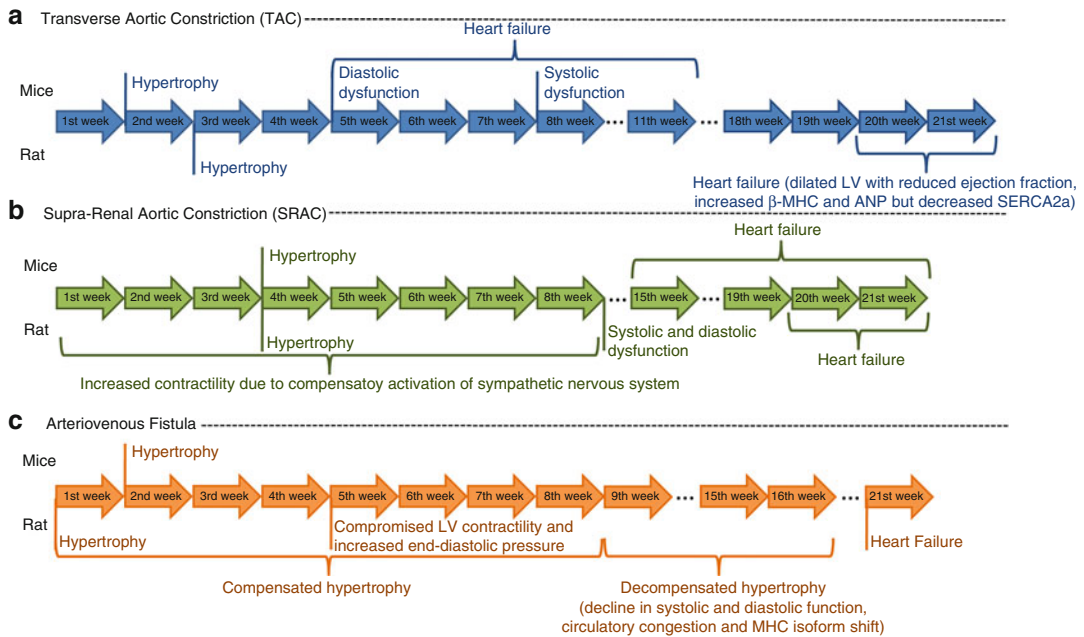 a Transverse Aortic Constriction (TAC)
Heart failure
Mice
Hypertrophy
Diastolic
dysfunction
Systolic
dysfunction
1st week 2nd week 3rd week 4th week 5th week 6th week 7th week 8th week ... 11th week ... 18th week 19th week 20th week 21st week
Rat
Hypertrophy
Heart failure (dilated LV with reduced ejection fraction,
increased β-MHC and ANP but decreased SERCA2a)
b Supra-Renal Aortic Constriction (SRAC)
Heart failure
Mice
Hypertrophy
1st week 2nd week 3rd week 4th week 5th week 6th week 7th week 8th week ... 15th week ... 19th week 20th week 21st week
Rat
Hypertrophy
Systolic and diastolic
dysfunction
Heart failure
Increased contractility due to compensatoy activation of sympathetic nervous system
c Arteriovenous Fistula
Mice
Hypertrophy
1st week 2nd week 3rd week 4th week 5th week 6th week 7th week 8th week 9th week ... 15th week 16th week ... 21st week
Rat
Hypertrophy
Compromised LV contractility and
increased end-diastolic pressure
Heart Failure
Compensated hypertrophy
Decompensated hypertrophy
(decline in systolic and diastolic function,
circulatory congestion and MHC isoform shift)